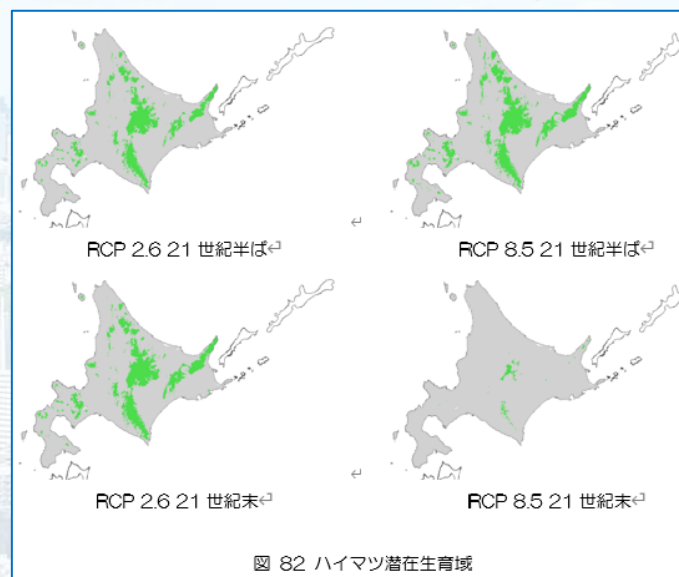 RCP 2.6 21 世紀半ば↵
RCP 8.5 21 世紀半ば↵
RCP 2.6 21 世紀末↵
RCP 8.5 21 世紀末↵
図 82 ハイマツ潜在生育域